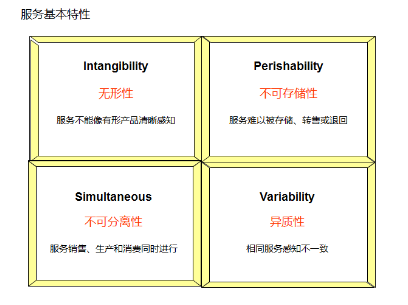 服务基本特性
Intangibility
无形性
服务不能像有形产品清晰感知
Perishability
不可存储性
服务难以被存储、转售或退回
Simultaneous
不可分离性
服务销售、生产和消费同时进行
Variability
异质性
相同服务感知不一致